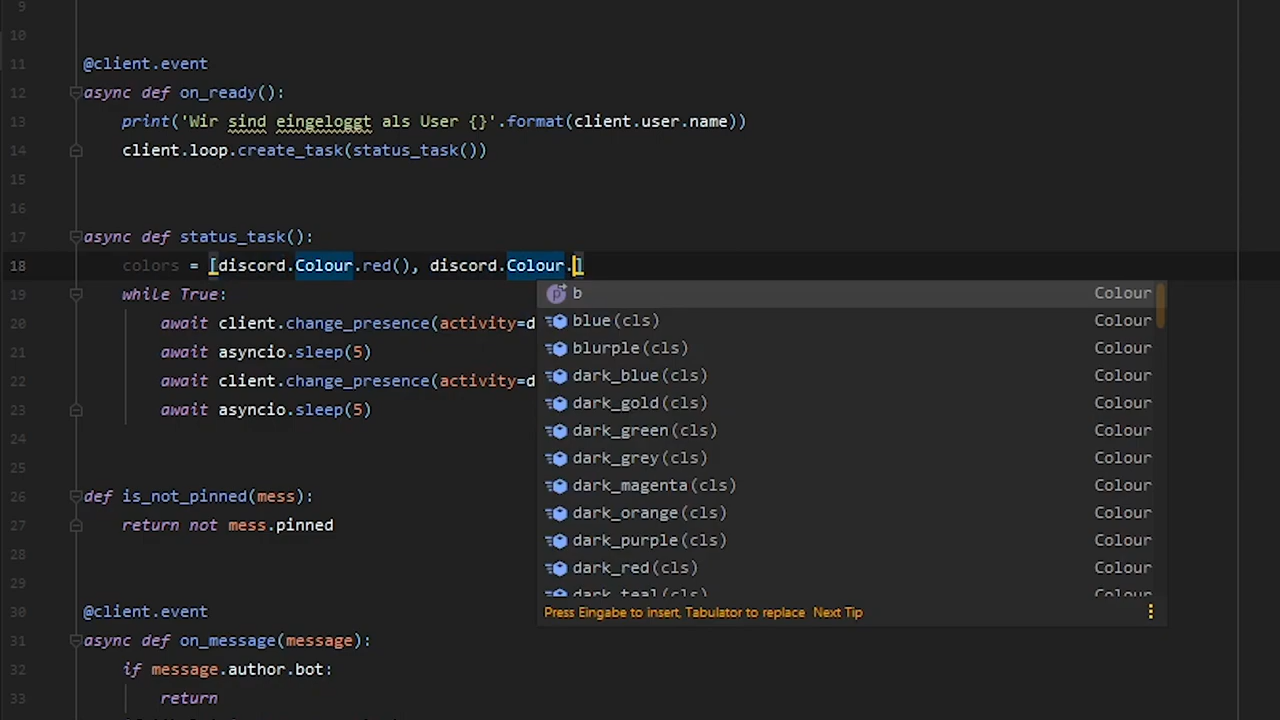 9
10
11 @client.event
12 async def on_ready():
13 print('Wir sind eingeloggt als User {}'.format(client.user.name))
14 client.loop.create_task(status_task())
15
16
17 async def status_task():
18 colors = [discord.Colour.red(), discord.Colour.]
19 while True:
20 await client.change_presence(activity=d
21 await asyncio.sleep(5)
22 await client.change_presence(activity=d
23 await asyncio.sleep(5)
24
25
26 def is_not_pinned(mess):
27 return not mess.pinned
28
29
30 @client.event
31 async def on_message(message):
32 if message.author.bot:
33 return
b Colour
blue(cls) Colour
blurple(cls) Colour
dark_blue(cls) Colour
dark_gold(cls) Colour
dark_green(cls) Colour
dark_grey(cls) Colour
dark_magenta(cls) Colour
dark_orange(cls) Colour
dark_purple(cls) Colour
dark_red(cls) Colour
dark_teal(cls) Colour
Press Eingabe to insert, Tabulator to replace Next Tip